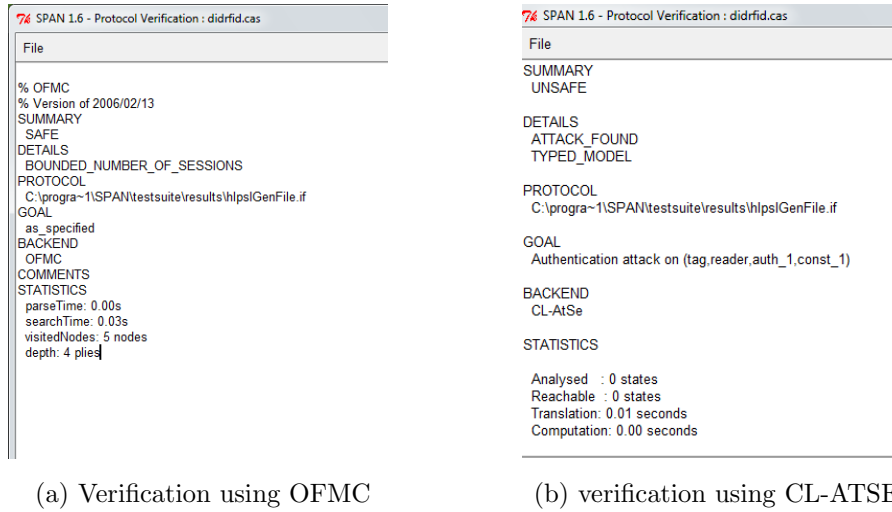 SPAN 1.6 - Protocol Verification : didrfid.cas
File
% OFMC
% Version of 2006/02/13
SUMMARY
SAFE
DETAILS
BOUNDED_NUMBER_OF_SESSIONS
PROTOCOL
C:\progra~1\SPAN\testsuite\results\hlpslGenFile.if
GOAL
as_specified
BACKEND
OFMC
COMMENTS
STATISTICS
parseTime: 0.00s
searchTime: 0.03s
visitedNodes: 5 nodes
depth: 4 plies
(a) Verification using OFMC
SPAN 1.6 - Protocol Verification : didrfid.cas
File
SUMMARY
UNSAFE
DETAILS
ATTACK_FOUND
TYPED_MODEL
PROTOCOL
C:\progra~1\SPAN\testsuite\results\hlpslGenFile.if
GOAL
Authentication attack on (tag,reader,auth_1,const_1)
BACKEND
CL-AtSe
STATISTICS
Analysed : 0 states
Reachable : 0 states
Translation: 0.01 seconds
Computation: 0.00 seconds
(b) verification using CL-ATSE